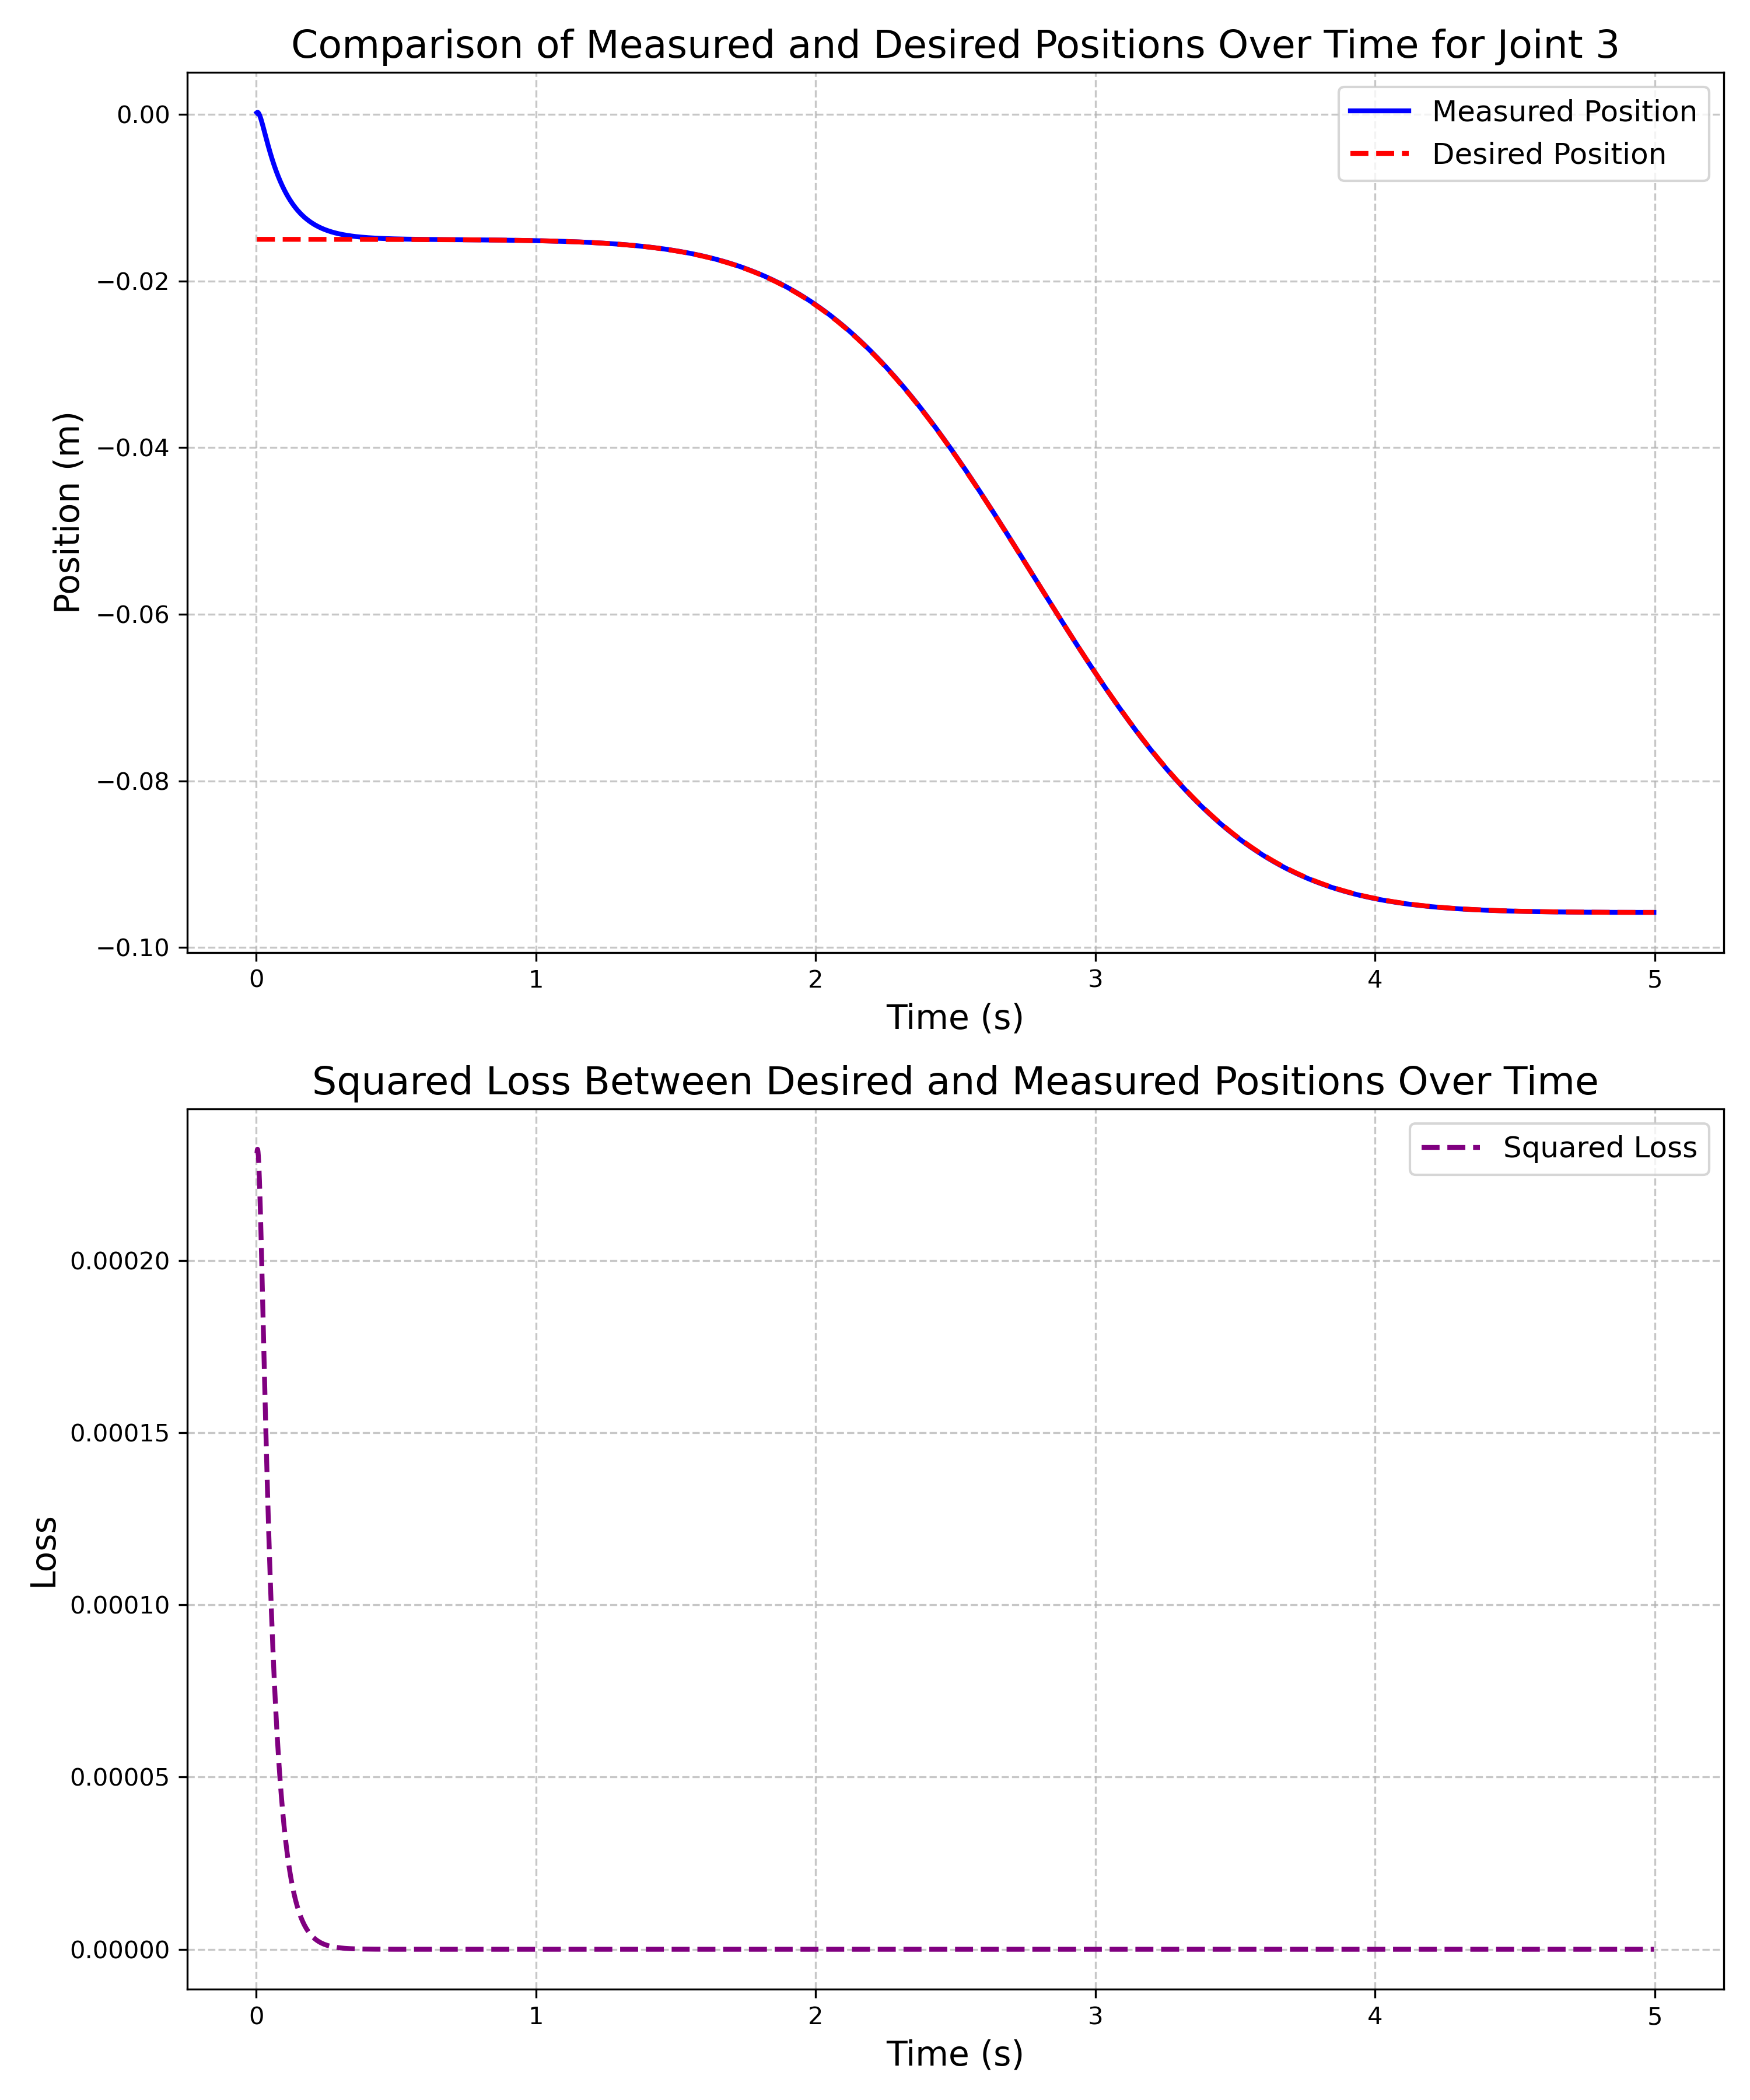 Comparison of Measured and Desired Positions Over Time for Joint 3
Measured Position
Desired Position
0.00
−0.02
−0.04
−0.06
−0.08
−0.10
Position (m)
0 1 2 3 4 5
Time (s)
Squared Loss Between Desired and Measured Positions Over Time
Squared Loss
0.00020
0.00015
0.00010
0.00005
0.00000
Loss
0 1 2 3 4 5
Time (s)